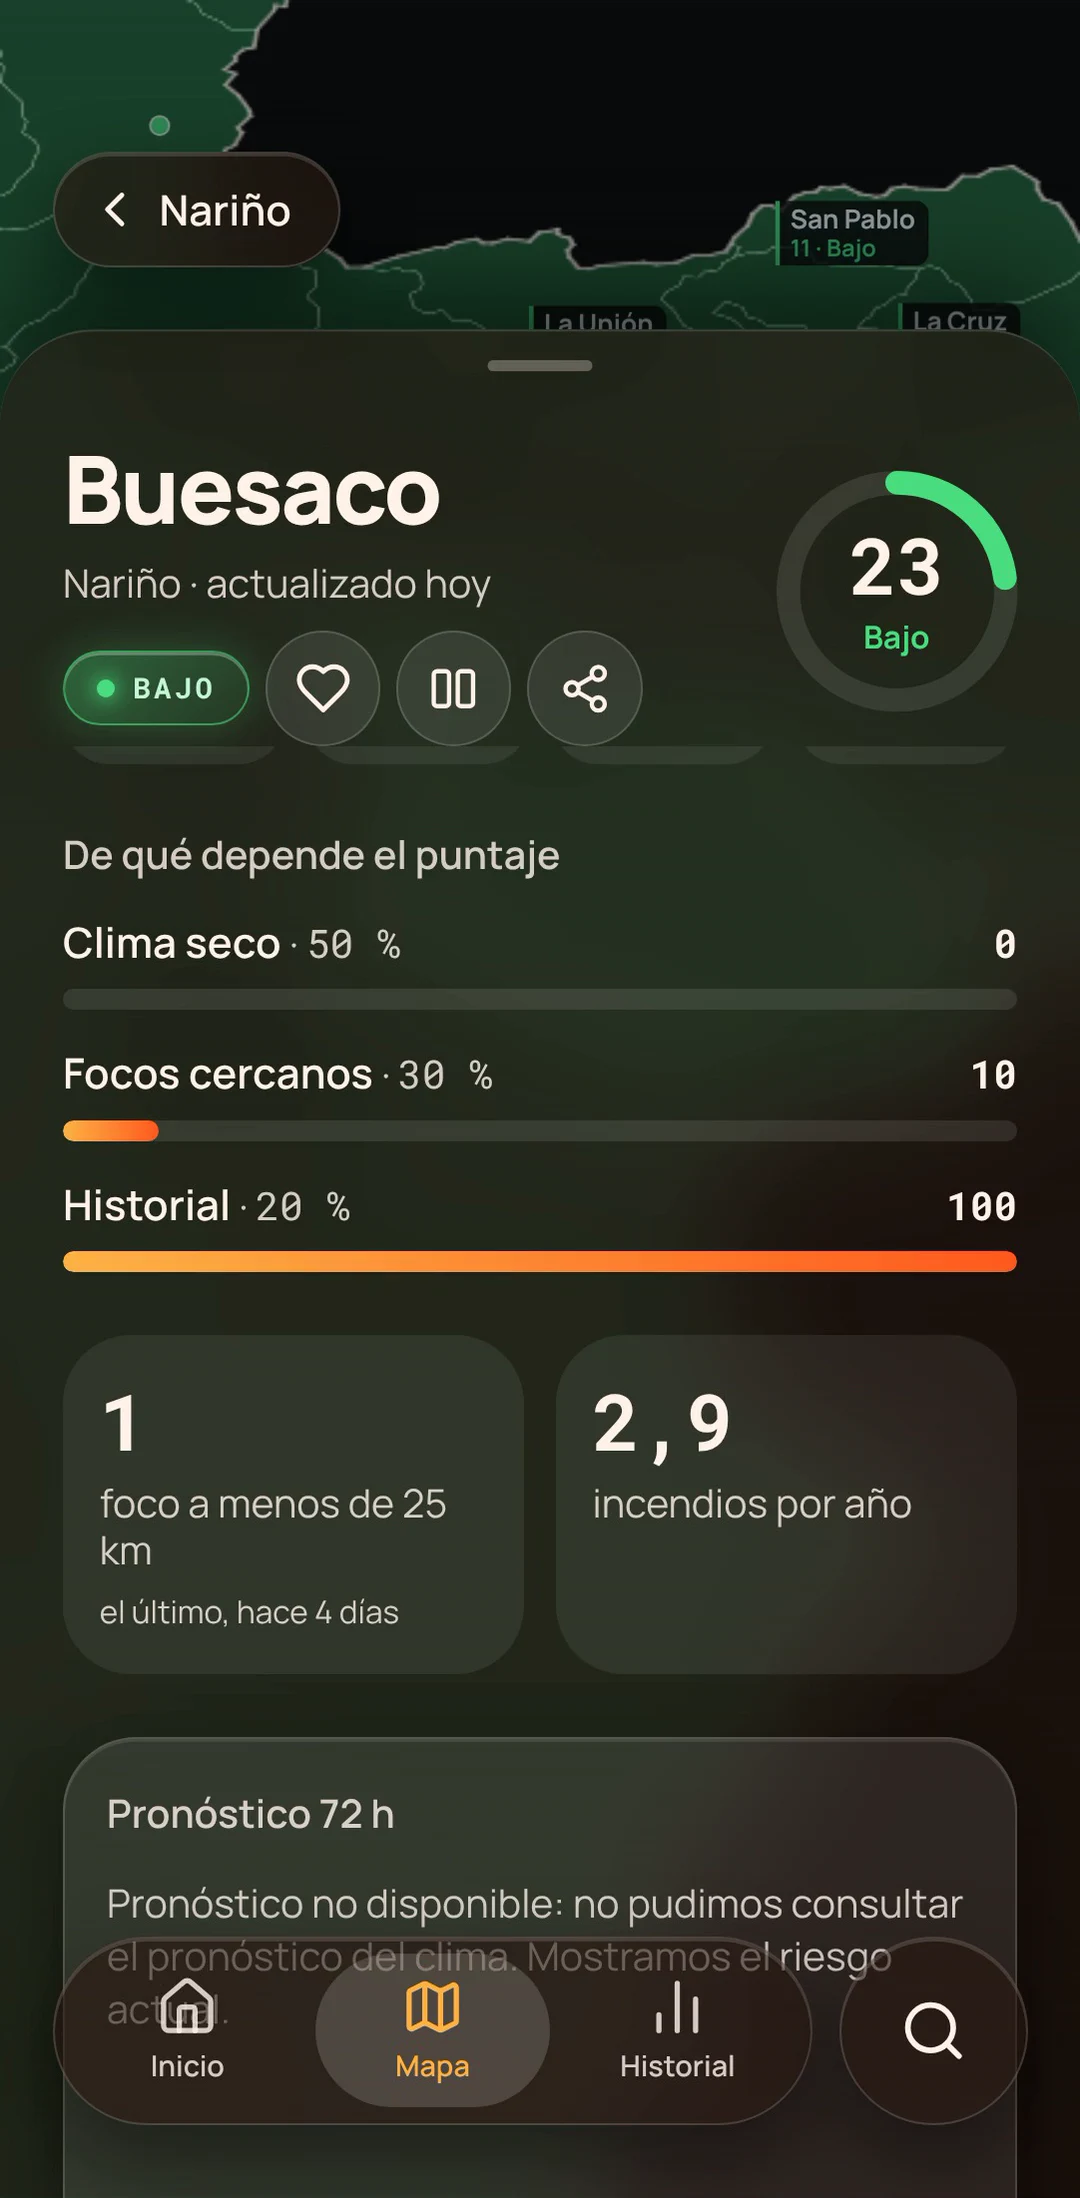 Nariño
San Pablo
11 · Bajo
La Unión
La Cruz
Buesaco
Nariño · actualizado hoy
23
Bajo
BAJO
De qué depende el puntaje
Clima seco · 50 % 0
Focos cercanos · 30 % 10
Historial · 20 % 100
1
foco a menos de 25
km
el último, hace 4 días
2,9
incendios por año
Pronóstico 72 h
Pronóstico no disponible: no pudimos consultar
el pronóstico del clima. Mostramos el riesgo
actual.
Inicio
Mapa
Historial